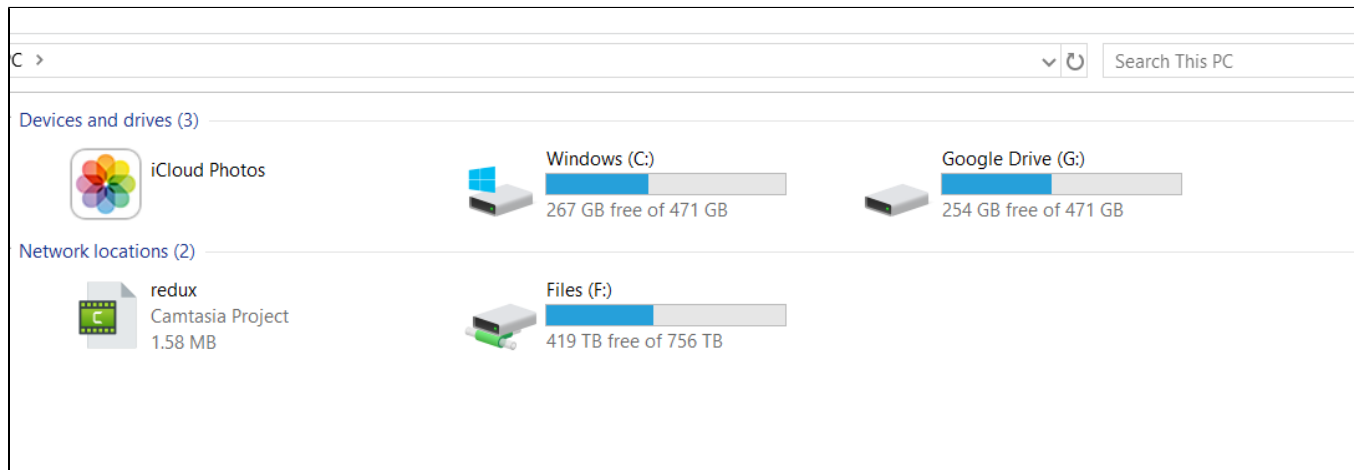 PC >
Search This PC
Devices and drives (3)
iCloud Photos
Windows (C:)
267 GB free of 471 GB
Google Drive (G:)
254 GB free of 471 GB
Network locations (2)
redux
Camtasia Project
1.58 MB
Files (F:)
419 TB free of 756 TB